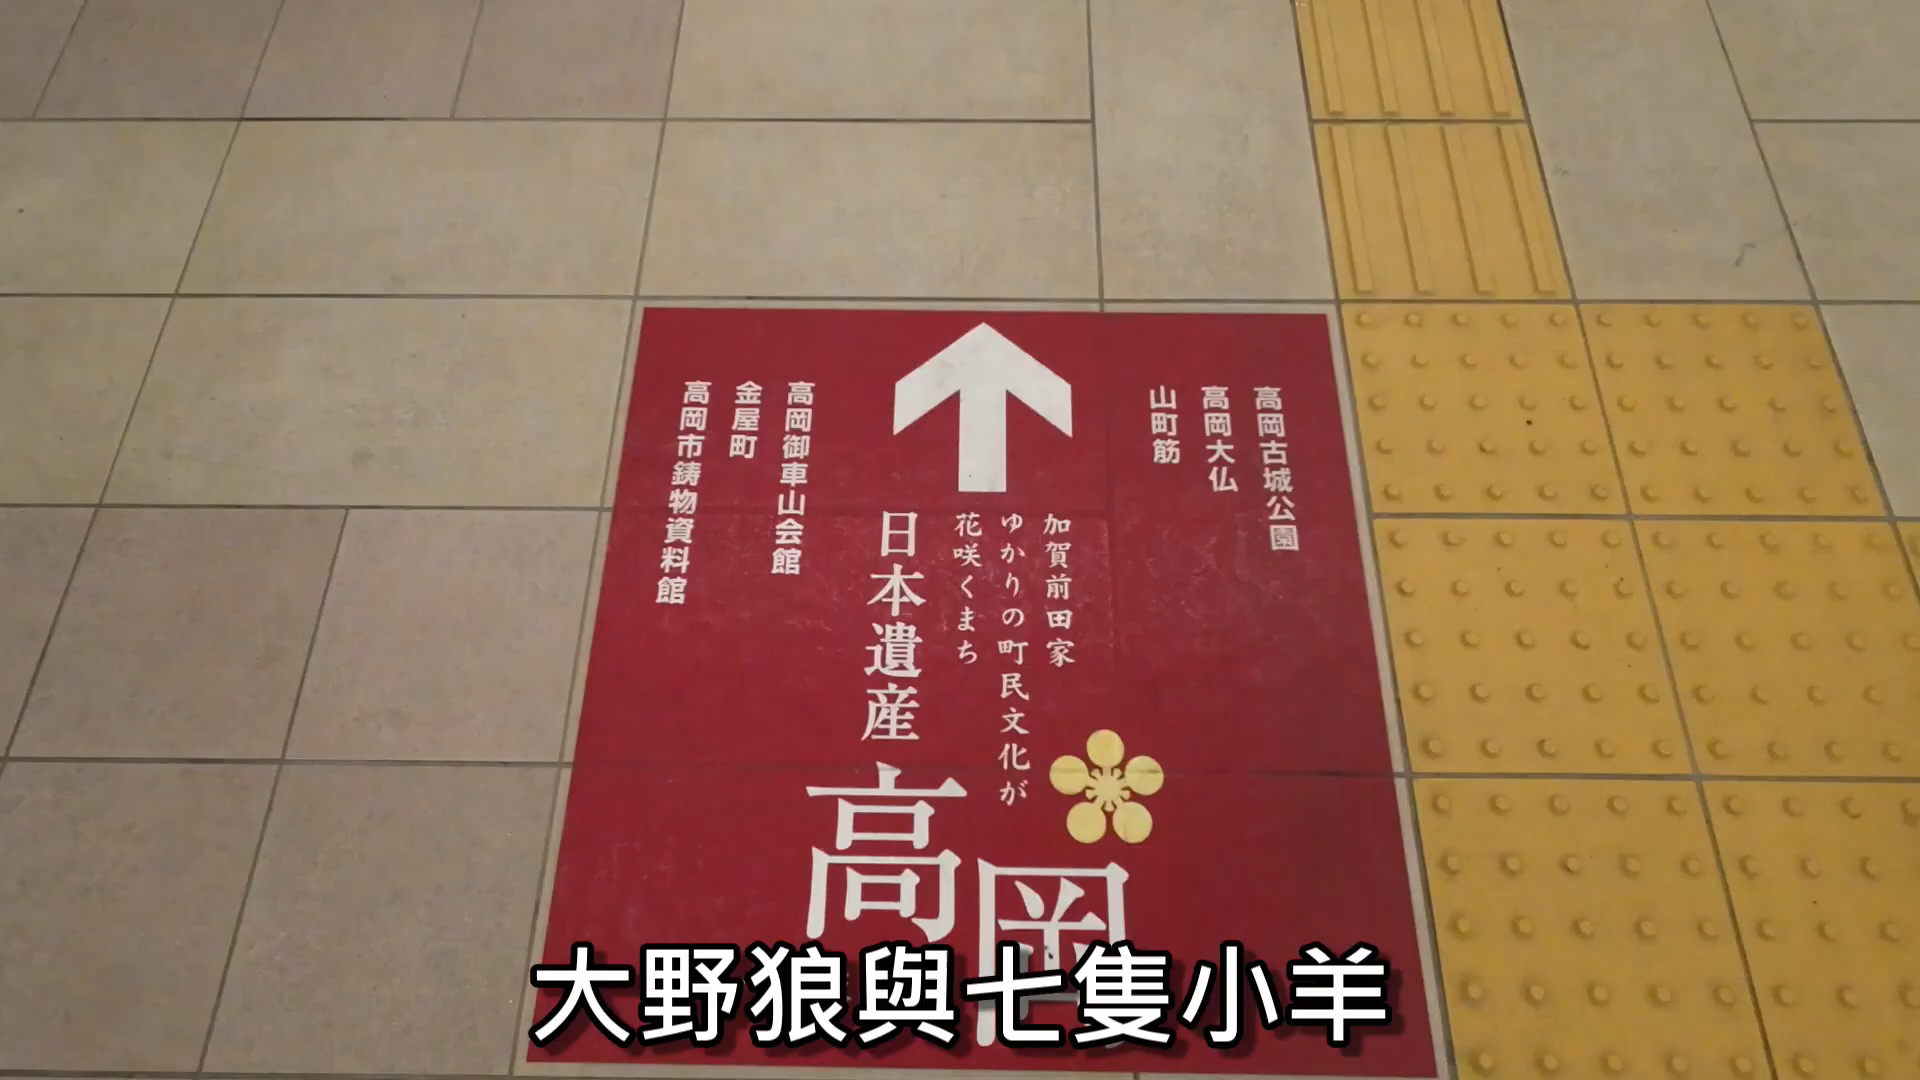 高岡古城公園
高岡大仏
山町筋
加賀前田家
ゆかりの町民文化が
花咲くまち
日本遺産
高岡
高岡御車山会館
金屋町
高岡市鋳物資料館
大野狼與七隻小羊